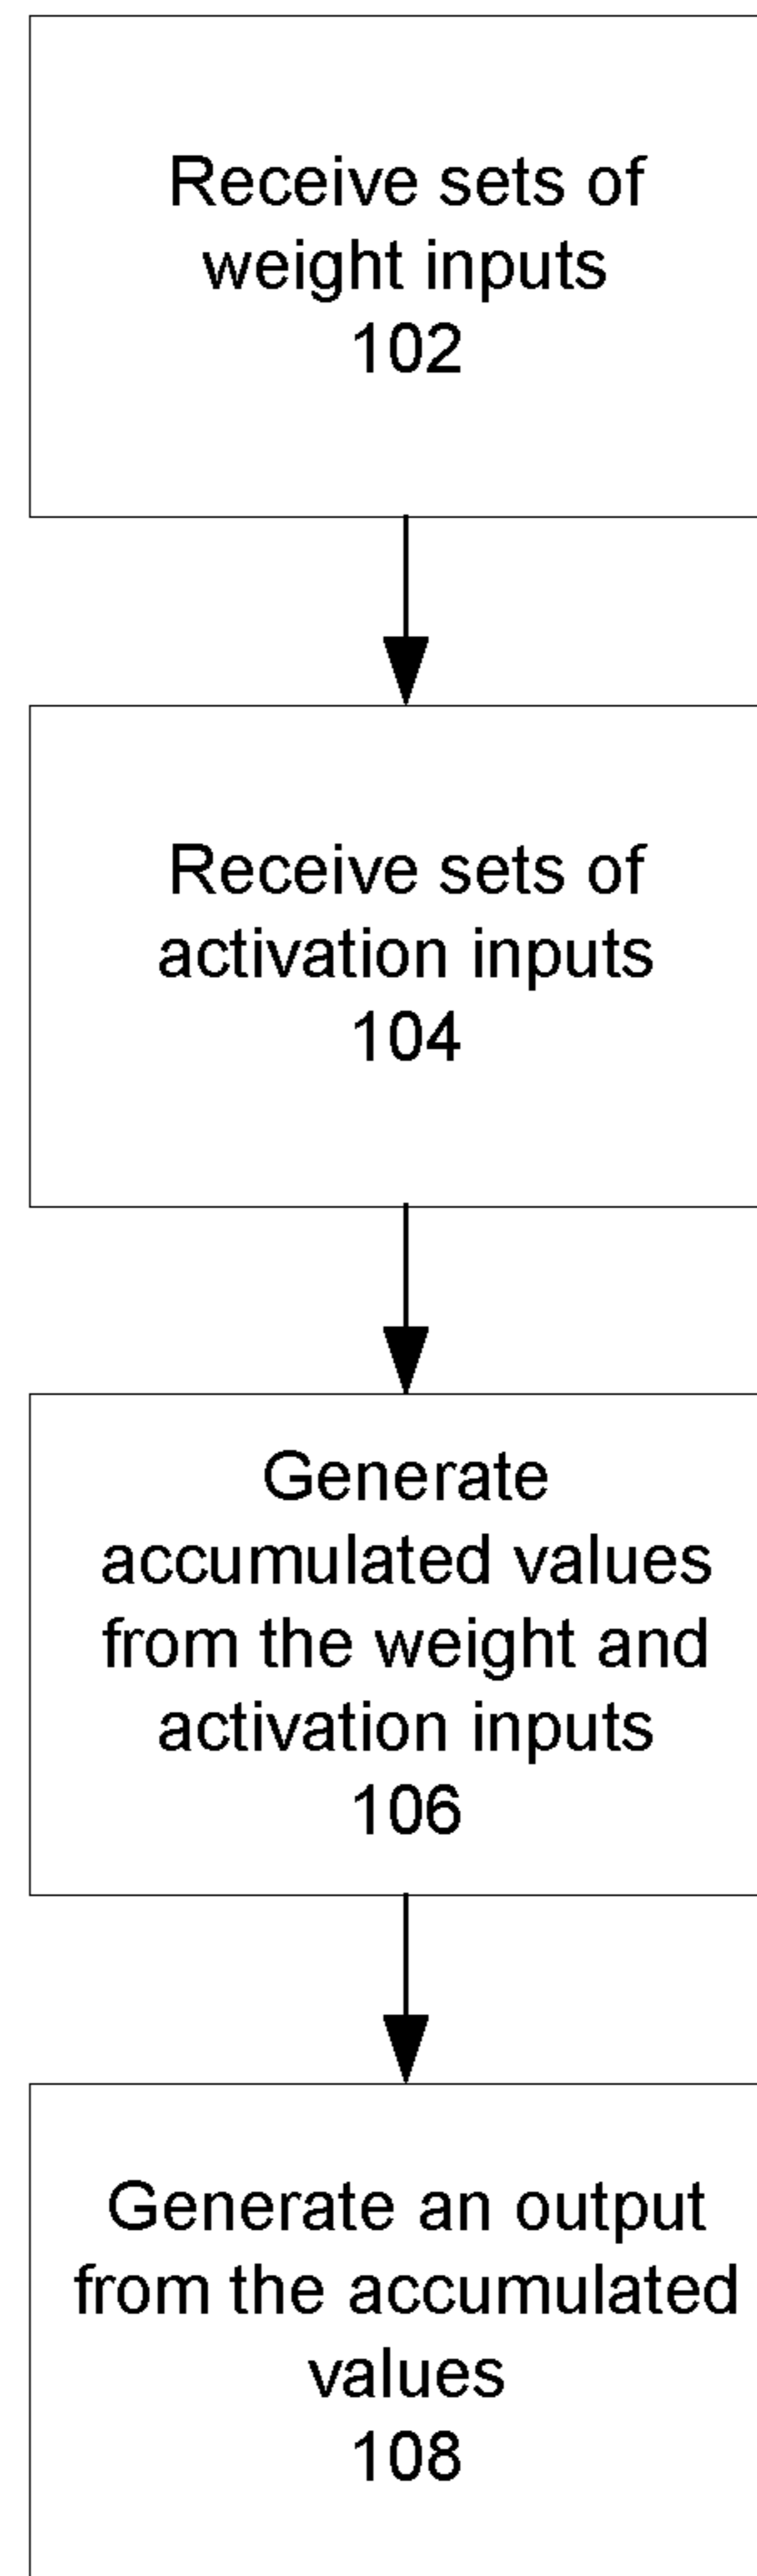 Receive sets of
weight inputs
102
Receive sets of
activation inputs
104
Generate
accumulated values
from the weight and
activation inputs
106
Generate an output
from the accumulated
values
108